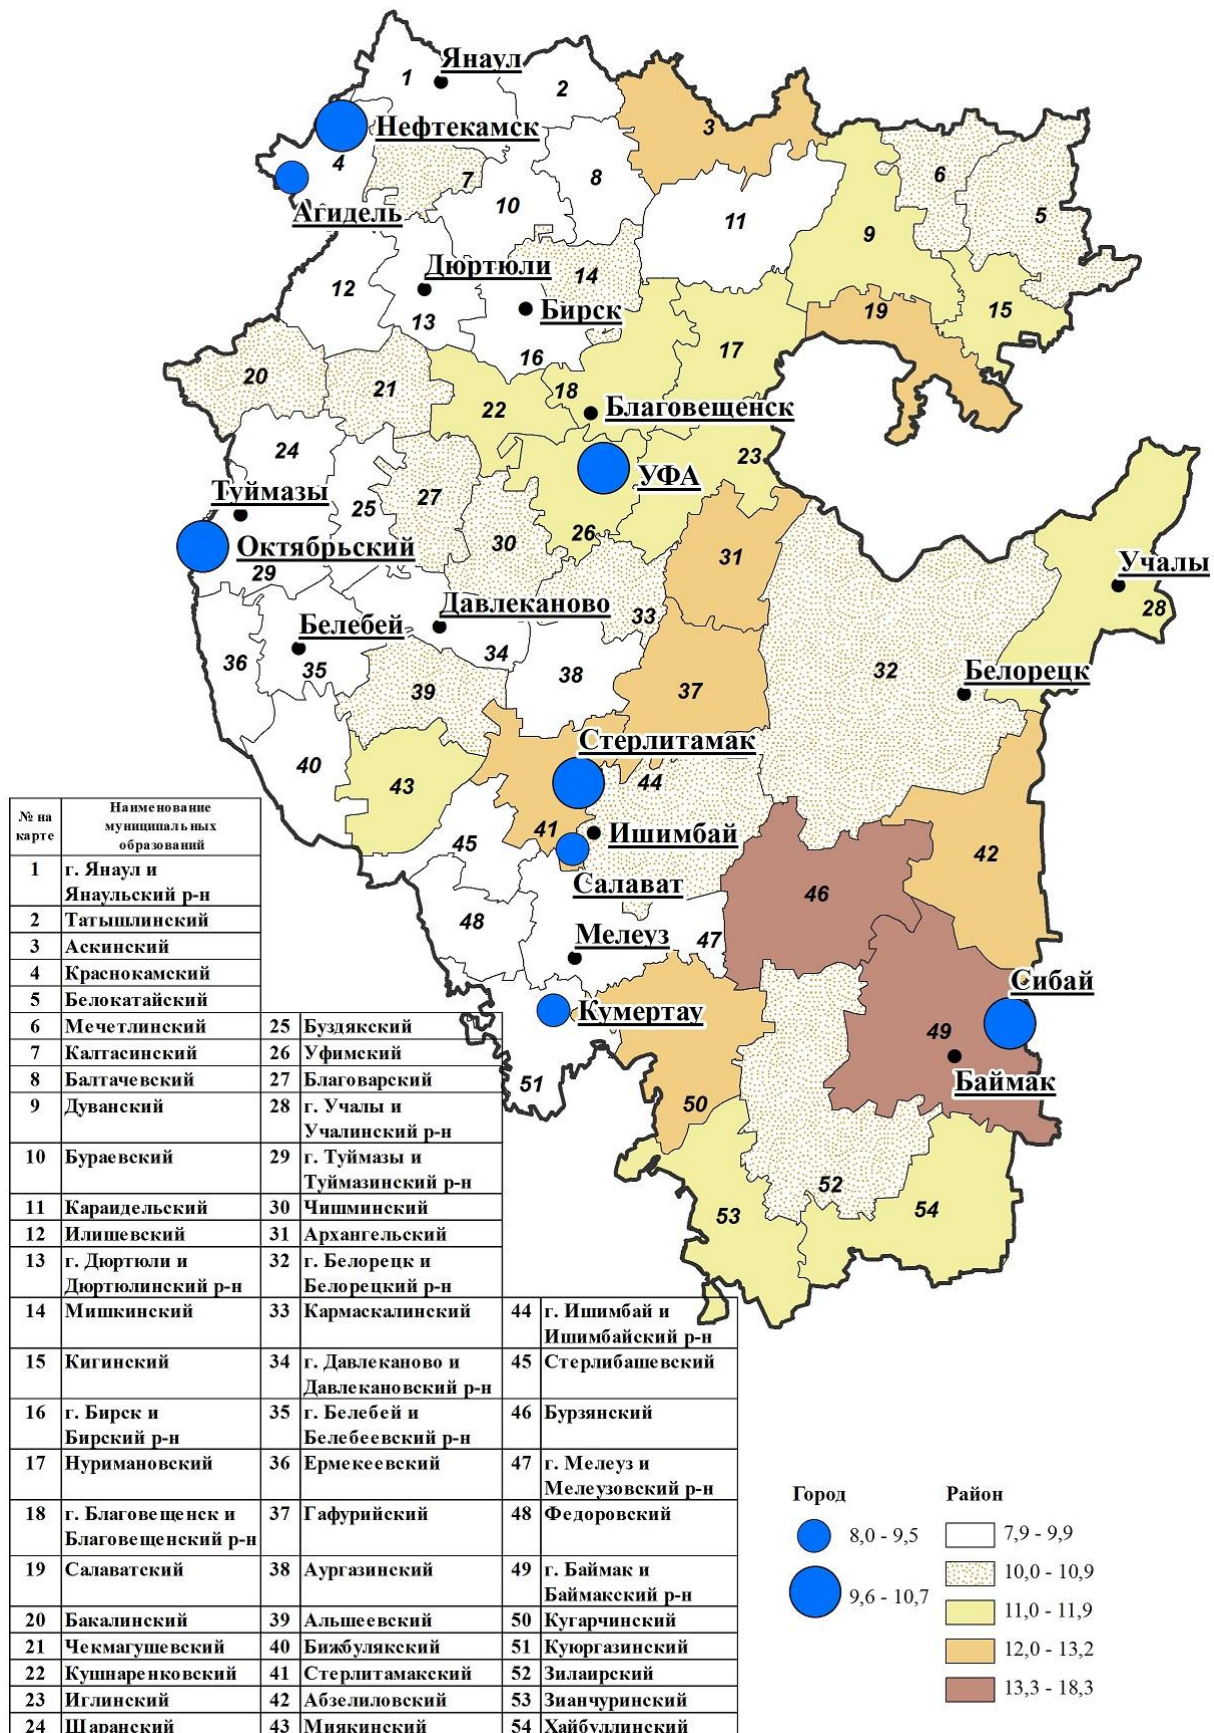 Янаул
1
2
3
Нефтекамск
4
7
8
6
5
Агидель
10
11
9
Дюртюли
14
12
Бирск
13
15
19
16
17
20
21
18
22
Благовещенск
24
23
УФА
Туймазы
25
27
26
30
Октябрьский
31
29
Учалы
28
Давлеканово
33
Белебей
36
35
34
38
32
Белорецк
37
39
Стерлитамак
40
43
44
41
Ишимбай
45
42
Салават
46
48
Мелеуз
47
Сибай
Кумертау
49
51
Баймак
50
52
53
54
№ на карте Наименование муниципальных образований
1 г. Янаул и
Янаульский р-н
2 Татышлинский
3 Аскинский
4 Краснокамский
5 Белокатайский
6 Мечетлинский 25 Буздякский
7 Калтасинский 26 Уфимский
8 Балтачевский 27 Благоварский
9 Дуванский 28 г. Учалы и
Учалинский р-н
10 Бураевский 29 г. Туймазы и
Туймазинский р-н
11 Караидельский 30 Чишминский
12 Илишевский 31 Архангельский
13 г. Дюртюли и 32 г. Белорецк и
Дюртюлинский р-н Белорецкий р-н
14 Мишкинский 33 Кармаскалинский 44 г. Ишимбай и
Ишимбайский р-н
15 Кигинский 34 г. Давлеканово и 45 Стерлибашевский
Давлекановский р-н
16 г. Бирск и 35 г. Белебей и 46 Бурзянский
Бирский р-н Белебеевский р-н
17 Нуримановский 36 Ермекеевский 47 г. Мелеуз и
Мелеузовский р-н
18 г. Благовещенск и 37 Гафурийский 48 Федоровский
Благовещенский р-н
19 Салаватский 38 Аургазинский 49 г. Баймак и
Баймакский р-н
20 Бакалинский 39 Альшеевский 50 Кугарчинский
21 Чекмагушевский 40 Бижбулякский 51 Куюргазинский
22 Кушнаренковский 41 Стерлитамакский 52 Зилаирский
23 Иглинский 42 Абзелиловский 53 Зианчуринский
24 Шаранский 43 Миякинский 54 Хайбуллинский
Город Район
8,0 - 9,5 7,9 - 9,9
9,6 - 10,7 10,0 - 10,9
11,0 - 11,9
12,0 - 13,2
13,3 - 18,3